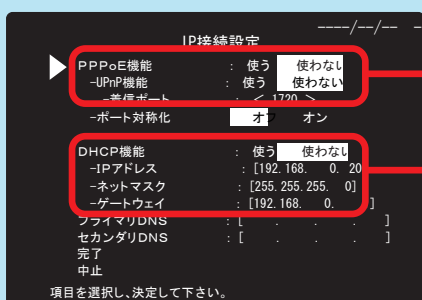 ----/--/-- -
IP接続設定
PPPoE機能 : 使う 使わない
-UPnP機能 : 使う 使わない
-着信ポート : < 1720 >
-ポート対称化 オフ オン
DHCP機能 : 使う 使わない
-IPアドレス : [192.168. 0. 20
-ネットマスク : [255.255.255. 0]
-ゲートウェイ : [192.168. 0. ]
プライマリDNS : [ . . . ]
セカンダリDNS : [ . . . ]
完了
中止
項目を選択し、決定して下さい。